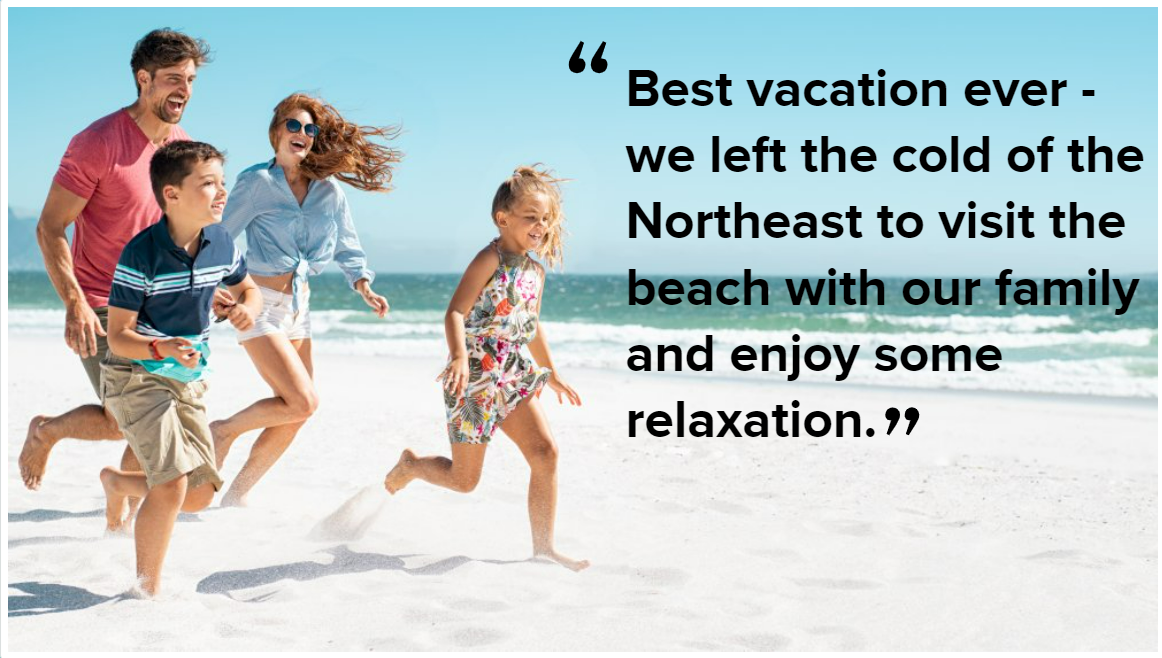 “Best vacation ever -
we left the cold of the
Northeast to visit the
beach with our family
and enjoy some
relaxation.”